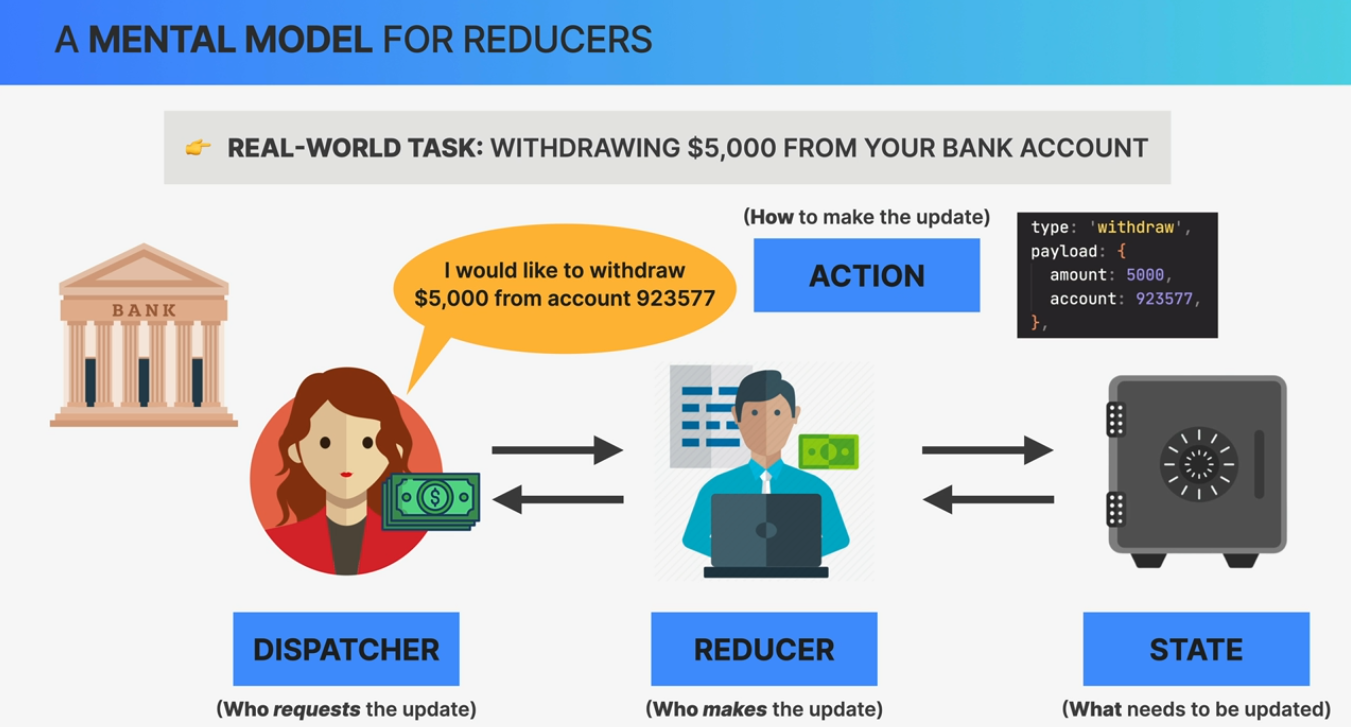 A MENTAL MODEL FOR REDUCERS
👉 REAL-WORLD TASK: WITHDRAWING $5,000 FROM YOUR BANK ACCOUNT
BANK
I would like to withdraw
$5,000 from account 923577
(How to make the update)
ACTION
type: 'withdraw',
payload: {
amount: 5000,
account: 923577,
},
$
DISPATCHER
(Who requests the update)
REDUCER
(Who makes the update)
STATE
(What needs to be updated)